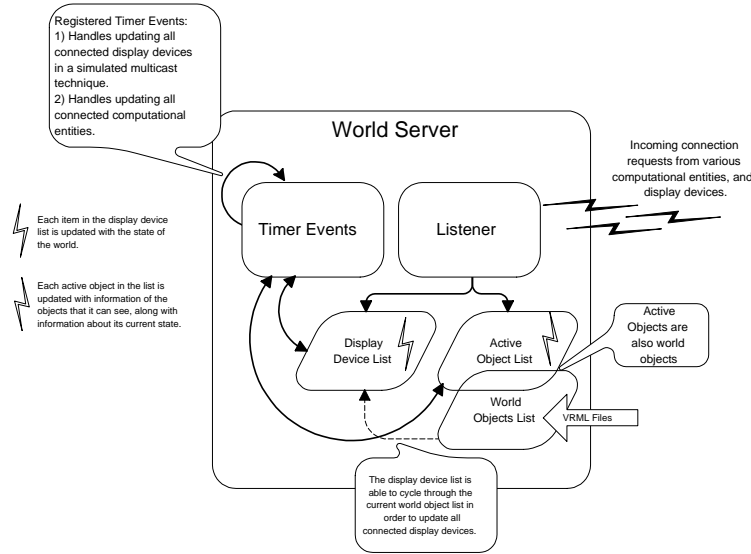 Registered Timer Events:
1) Handles updating all
connected display devices
in a simulated multicast
technique.
2) Handles updating all
connected computational
entities.
World Server
Incoming connection
requests from various
computational entities, and
display devices.
Timer Events
Listener
Each item in the display device
list is updated with the state of
the world.
Each active object in the list is
updated with information of the
objects that it can see, along with
information about its current state.
Display
Device List
Active
Object List
Active
Objects are
also world
objects
World
Objects List
VRML Files
The display device list is
able to cycle through the
current world object list in
order to update all
connected display devices.